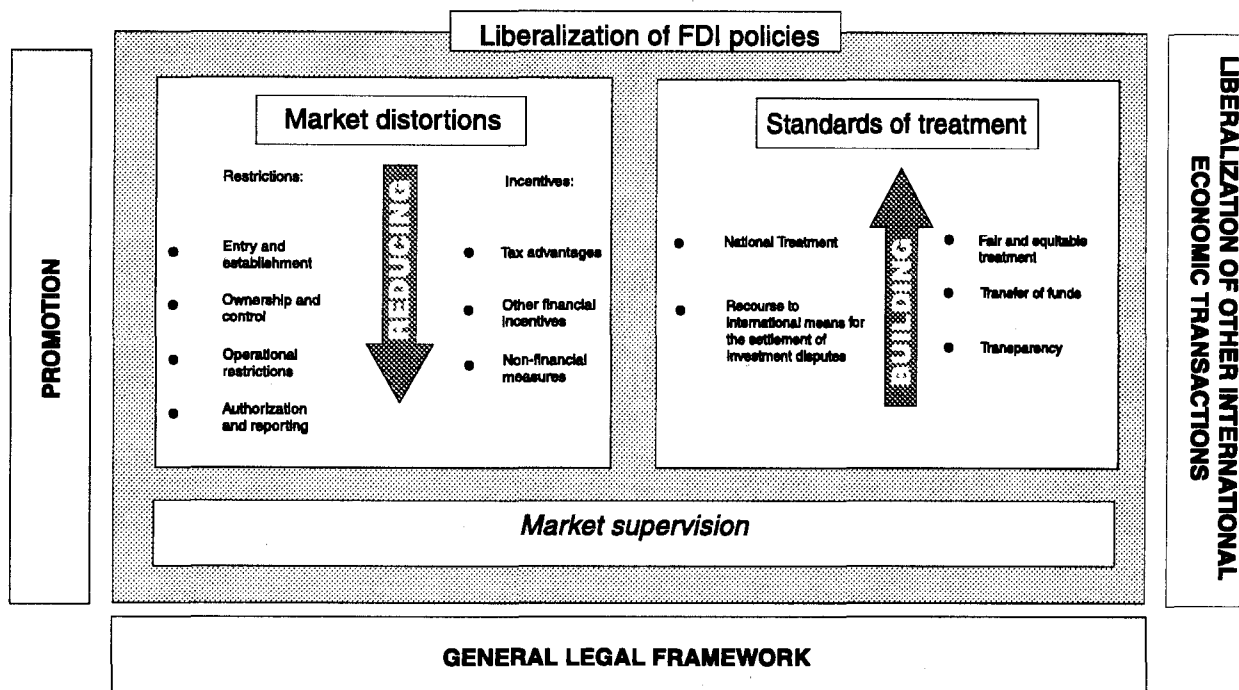 Liberalization of FDI policies
PROMOTION
Market distortions
Restrictions:
Entry and
establishment
Ownership and
control
Operational
restrictions
Authorization
and reporting
REDUCING
Incentives:
Tax advantages
Other financial
incentives
Non-financial
measures
Standards of treatment
National Treatment
Recourse to
international means for
the settlement of
investment disputes
BUILDING
Fair and equitable
treatment
Transfer of funds
Transparency
Market supervision
LIBERALIZATION OF OTHER INTERNATIONAL
ECONOMIC TRANSACTIONS
GENERAL LEGAL FRAMEWORK